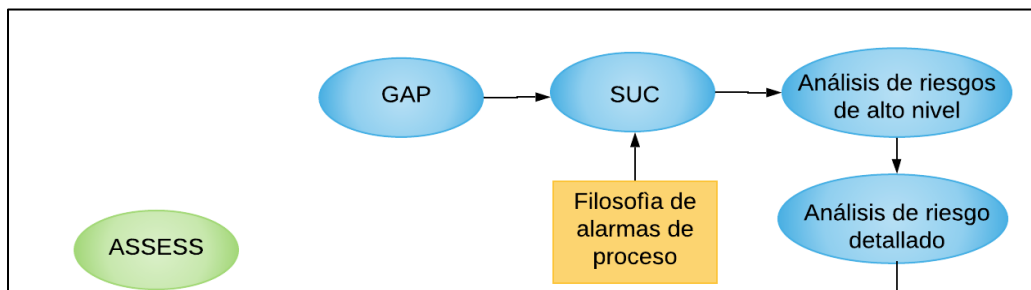 GAP
SUC
Análisis de riesgos
de alto nivel
Filosofìa de
alarmas de
proceso
Análisis de riesgo
detallado
ASSESS